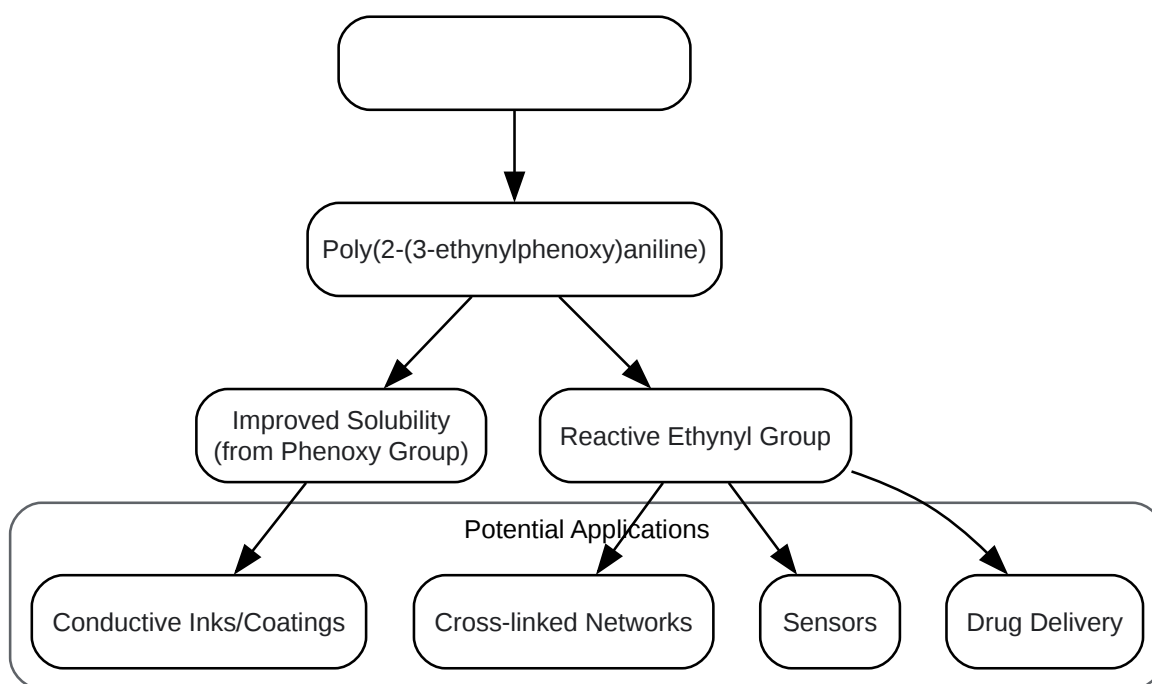 Poly(2-(3-ethynylphenoxy)aniline)
Improved Solubility
(from Phenoxy Group)
Reactive Ethynyl Group
Potential Applications
Conductive Inks/Coatings
Cross-linked Networks
Sensors
Drug Delivery